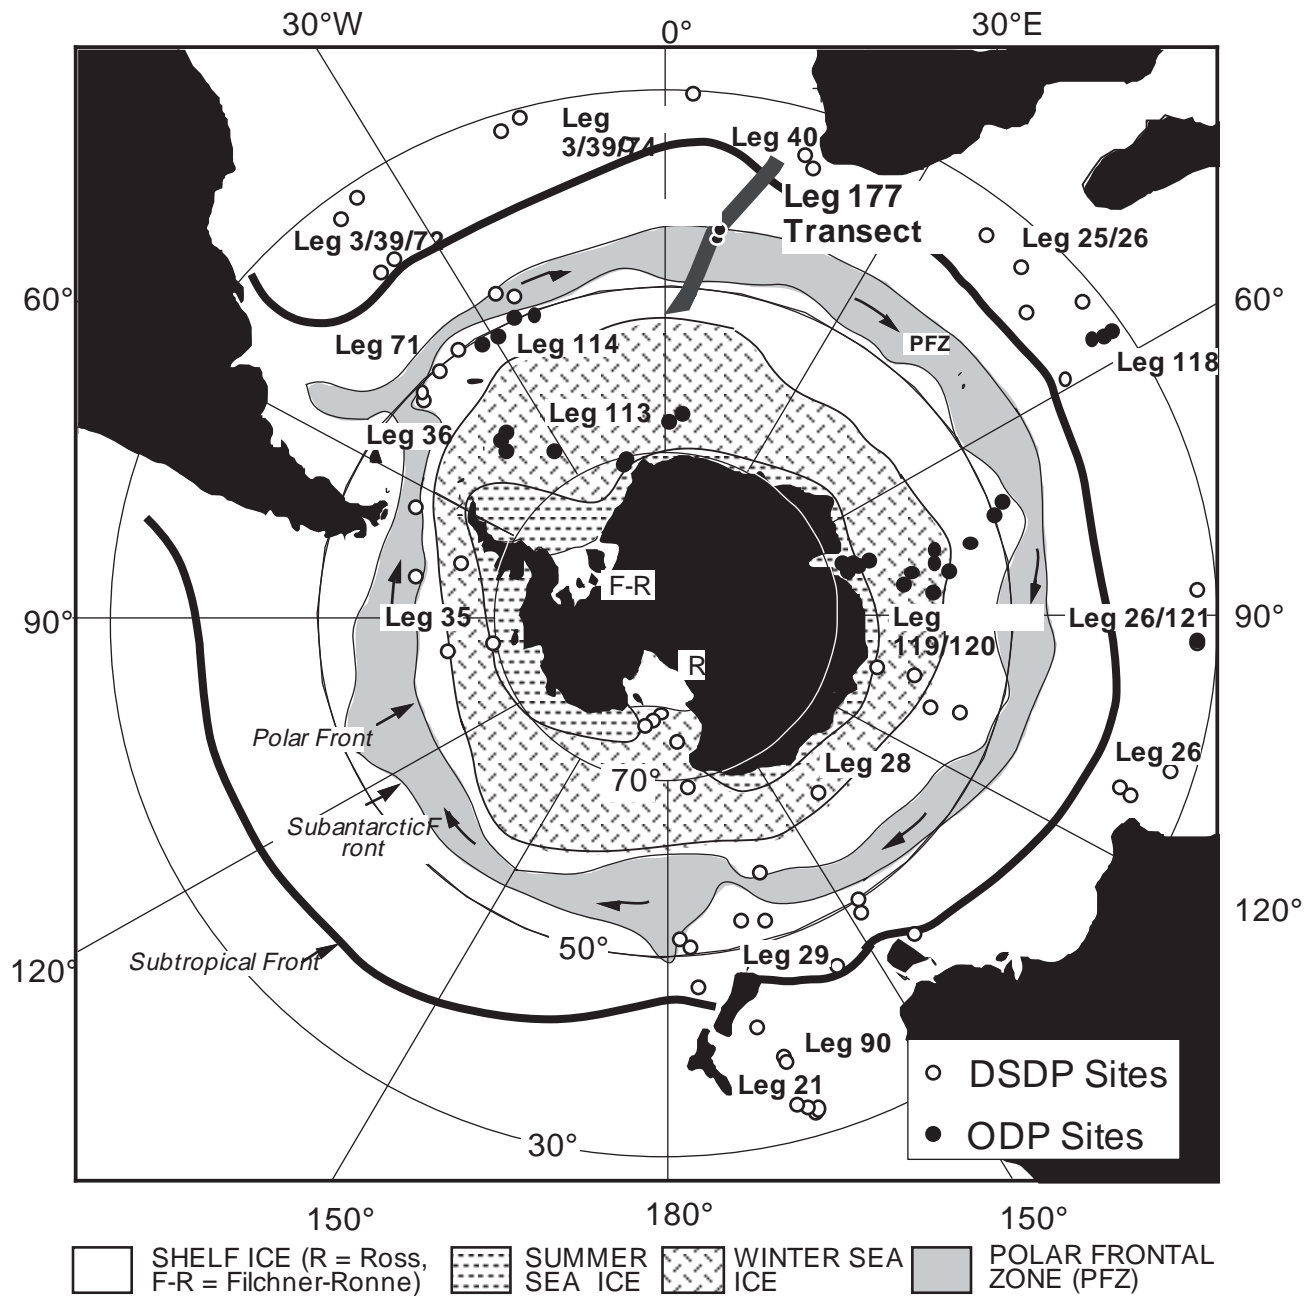 30°W
0°
30°E
Leg
3/39/74
Leg 40
Leg 177
Transect
Leg 3/39/72
Leg 25/26
60°
60°
Leg 71
Leg 114
PFZ
Leg 118
Leg 113
Leg 36
F-R
90°
Leg 35
Leg
119/120
Leg 26/121
90°
R
Polar Front
70°
Leg 28
Leg 26
SubantarcticF
ront
120°
50°
Leg 29
Subtropical Front
120°
Leg 90
Leg 21
DSDP Sites
ODP Sites
30°
150°
180°
150°
SHELF ICE (R = Ross,
F-R = Filchner-Ronne)
SUMMER
SEA ICE
WINTER SEA
ICE
POLAR FRONTAL
ZONE (PFZ)